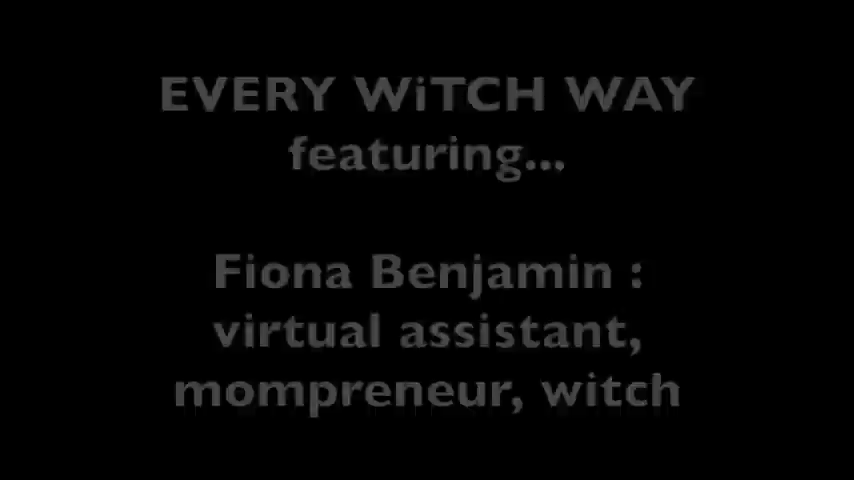 EVERY WiTCH WAY
featuring...
Fiona Benjamin :
virtual assistant,
mompreneur, witch